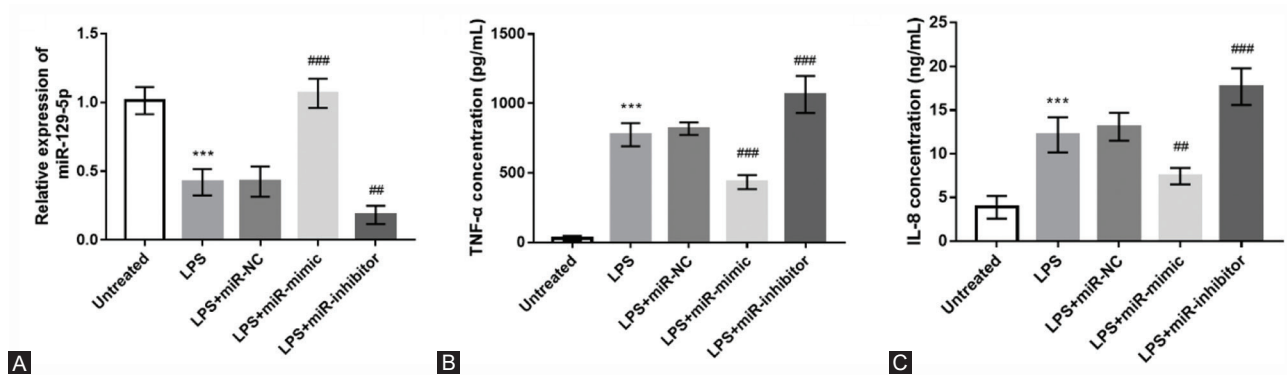 Relative expression of
miR-129-5p
1.5
1.0
0.5
0.0
***
###
##
Untreated
LPS
LPS+miR-NC
LPS+miR-mimic
LPS+miR-inhibitor
A
TNF-α concentration (pg/mL)
1500
1000
500
0
***
###
###
Untreated
LPS
LPS+miR-NC
LPS+miR-mimic
LPS+miR-inhibitor
B
IL-8 concentration (ng/mL)
25
20
15
10
5
0
***
##
###
Untreated
LPS
LPS+miR-NC
LPS+miR-mimic
LPS+miR-inhibitor
C